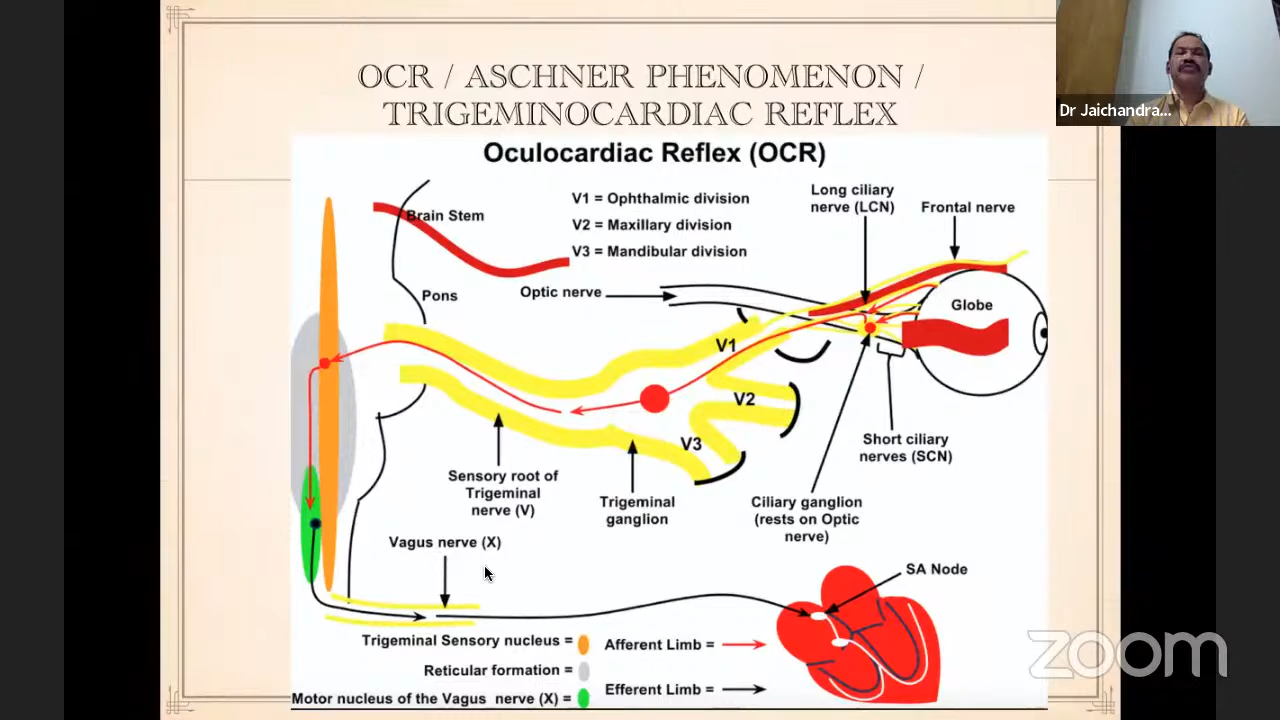 OCR / ASCHNER PHENOMENON /
TRIGEMINOCARDIAC REFLEX
Dr Jaichandra...
Oculocardiac Reflex (OCR)
V1 = Ophthalmic division
V2 = Maxillary division
V3 = Mandibular division
Long ciliary
nerve (LCN)
Frontal nerve
Brain Stem
Pons
Optic nerve
Globe
V1
V2
V3
Short ciliary
nerves (SCN)
Sensory root of
Trigeminal
nerve (V)
Trigeminal
ganglion
Ciliary ganglion
(rests on Optic
nerve)
Vagus nerve (X)
SA Node
Trigeminal Sensory nucleus =
Reticular formation =
Motor nucleus of the Vagus nerve (X) =
Afferent Limb =
Efferent Limb =
zoom